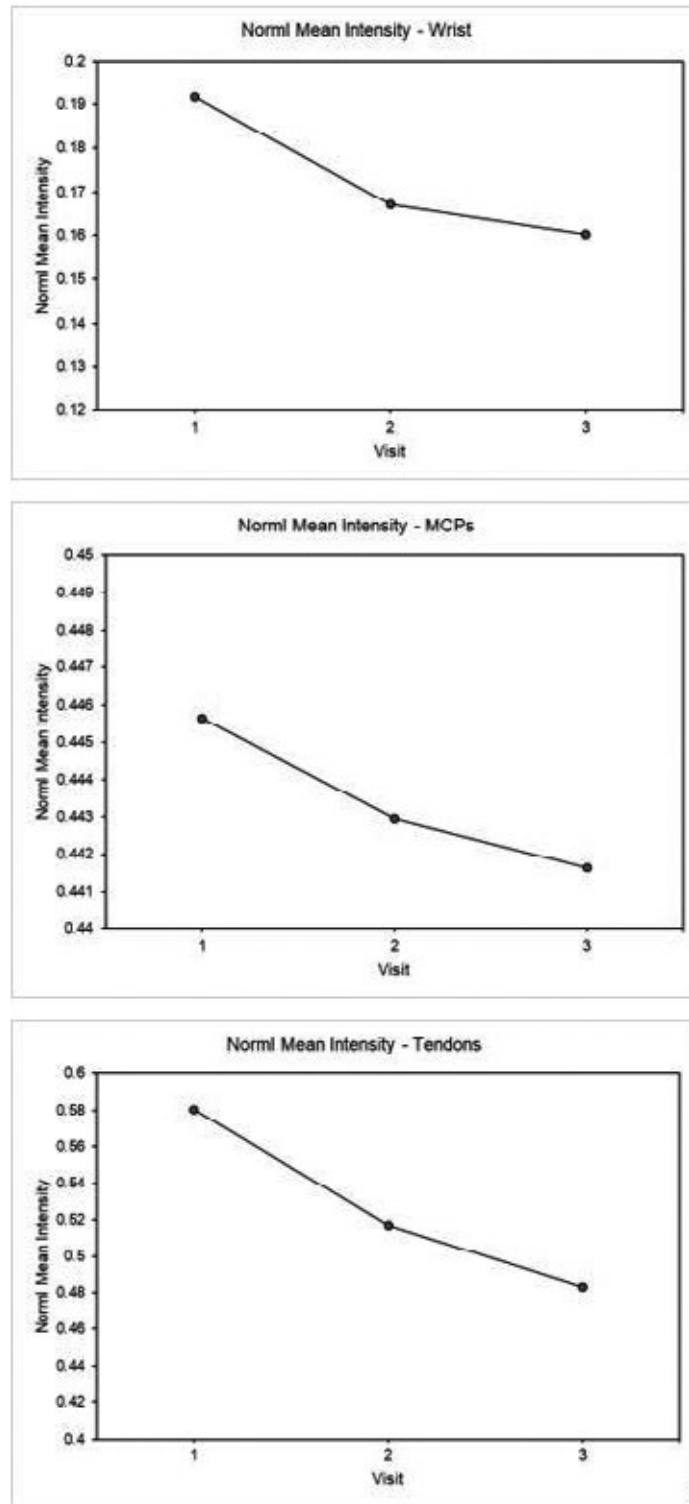 Norml Mean Intensity - Wrist
Norml Mean Intensity
0.2
0.19
0.18
0.17
0.16
0.15
0.14
0.13
0.12
1 2 3
Visit
Norml Mean Intensity - MCPs
Norml Mean Intensity
0.45
0.449
0.448
0.447
0.446
0.445
0.444
0.443
0.442
0.441
0.44
1 2 3
Visit
Norml Mean Intensity - Tendons
Norml Mean Intensity
0.6
0.58
0.56
0.54
0.52
0.5
0.48
0.46
0.44
0.42
0.4
1 2 3
Visit